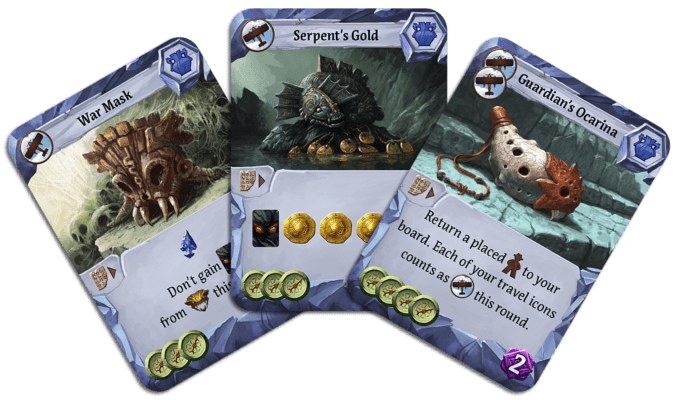 War Mask
Don't gain
from this
Serpent's Gold
Guardian's Ocarina
Return a placed to your
board. Each of your travel icons
counts as this round.
2